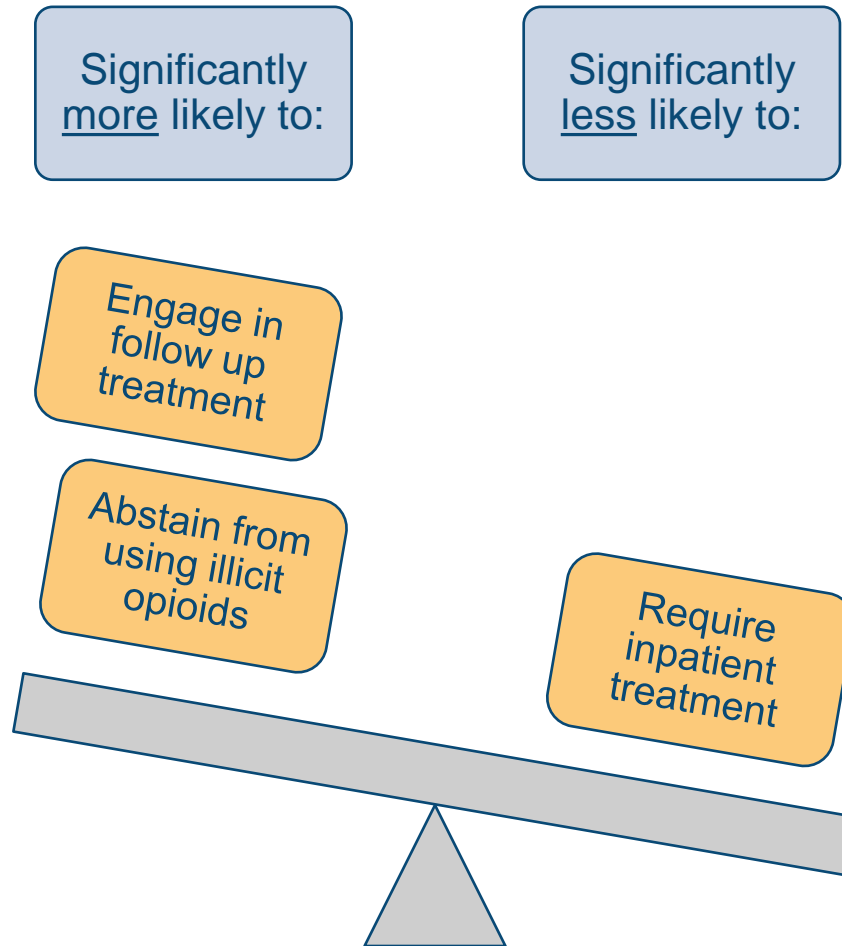 Significantly
more likely to:
Significantly
less likely to:
Engage in
follow up
treatment
Abstain from
using illicit
opioids
Require
inpatient
treatment